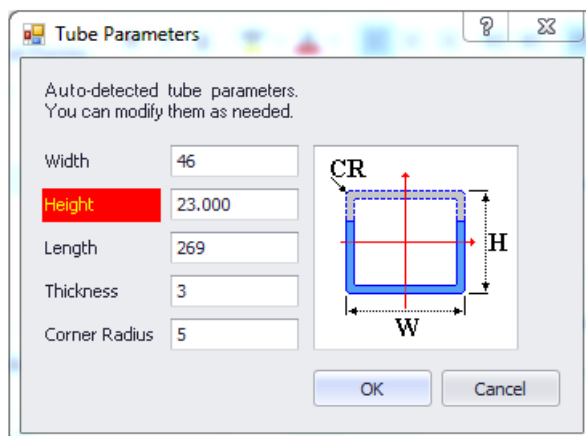 Tube Parameters
Auto-detected tube parameters.
You can modify them as needed.
Width 46
Height 23.000
Length 269
Thickness 3
Corner Radius 5
CR
H
W
OK Cancel